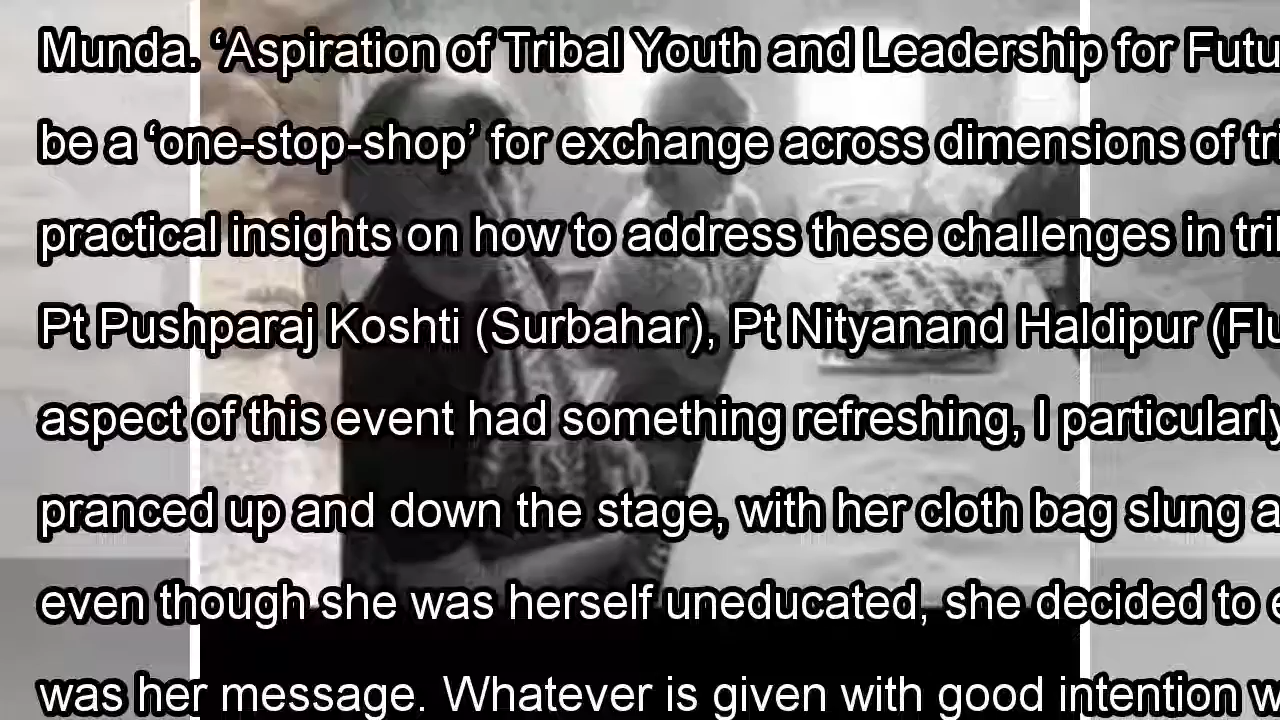 Munda. ‘Aspiration of Tribal Youth and Leadership for Futu
be a ‘one-stop-shop’ for exchange across dimensions of tri
practical insights on how to address these challenges in tri
Pt Pushparaj Koshti (Surbahar), Pt Nityanand Haldipur (Flu
aspect of this event had something refreshing, I particularly
pranced up and down the stage, with her cloth bag slung a
even though she was herself uneducated, she decided to e
was her message. Whatever is given with good intention w